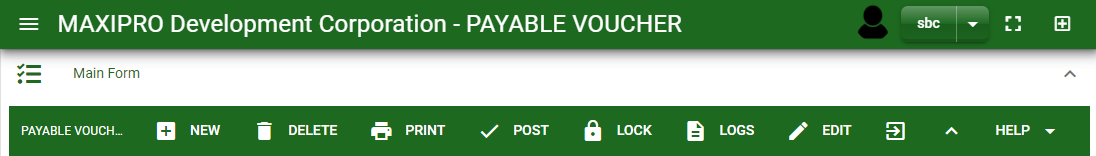 MAXIPRO Development Corporation - PAYABLE VOUCHER sbc
Main Form
PAYABLE VOUCH... NEW DELETE PRINT POST LOCK LOGS EDIT HELP